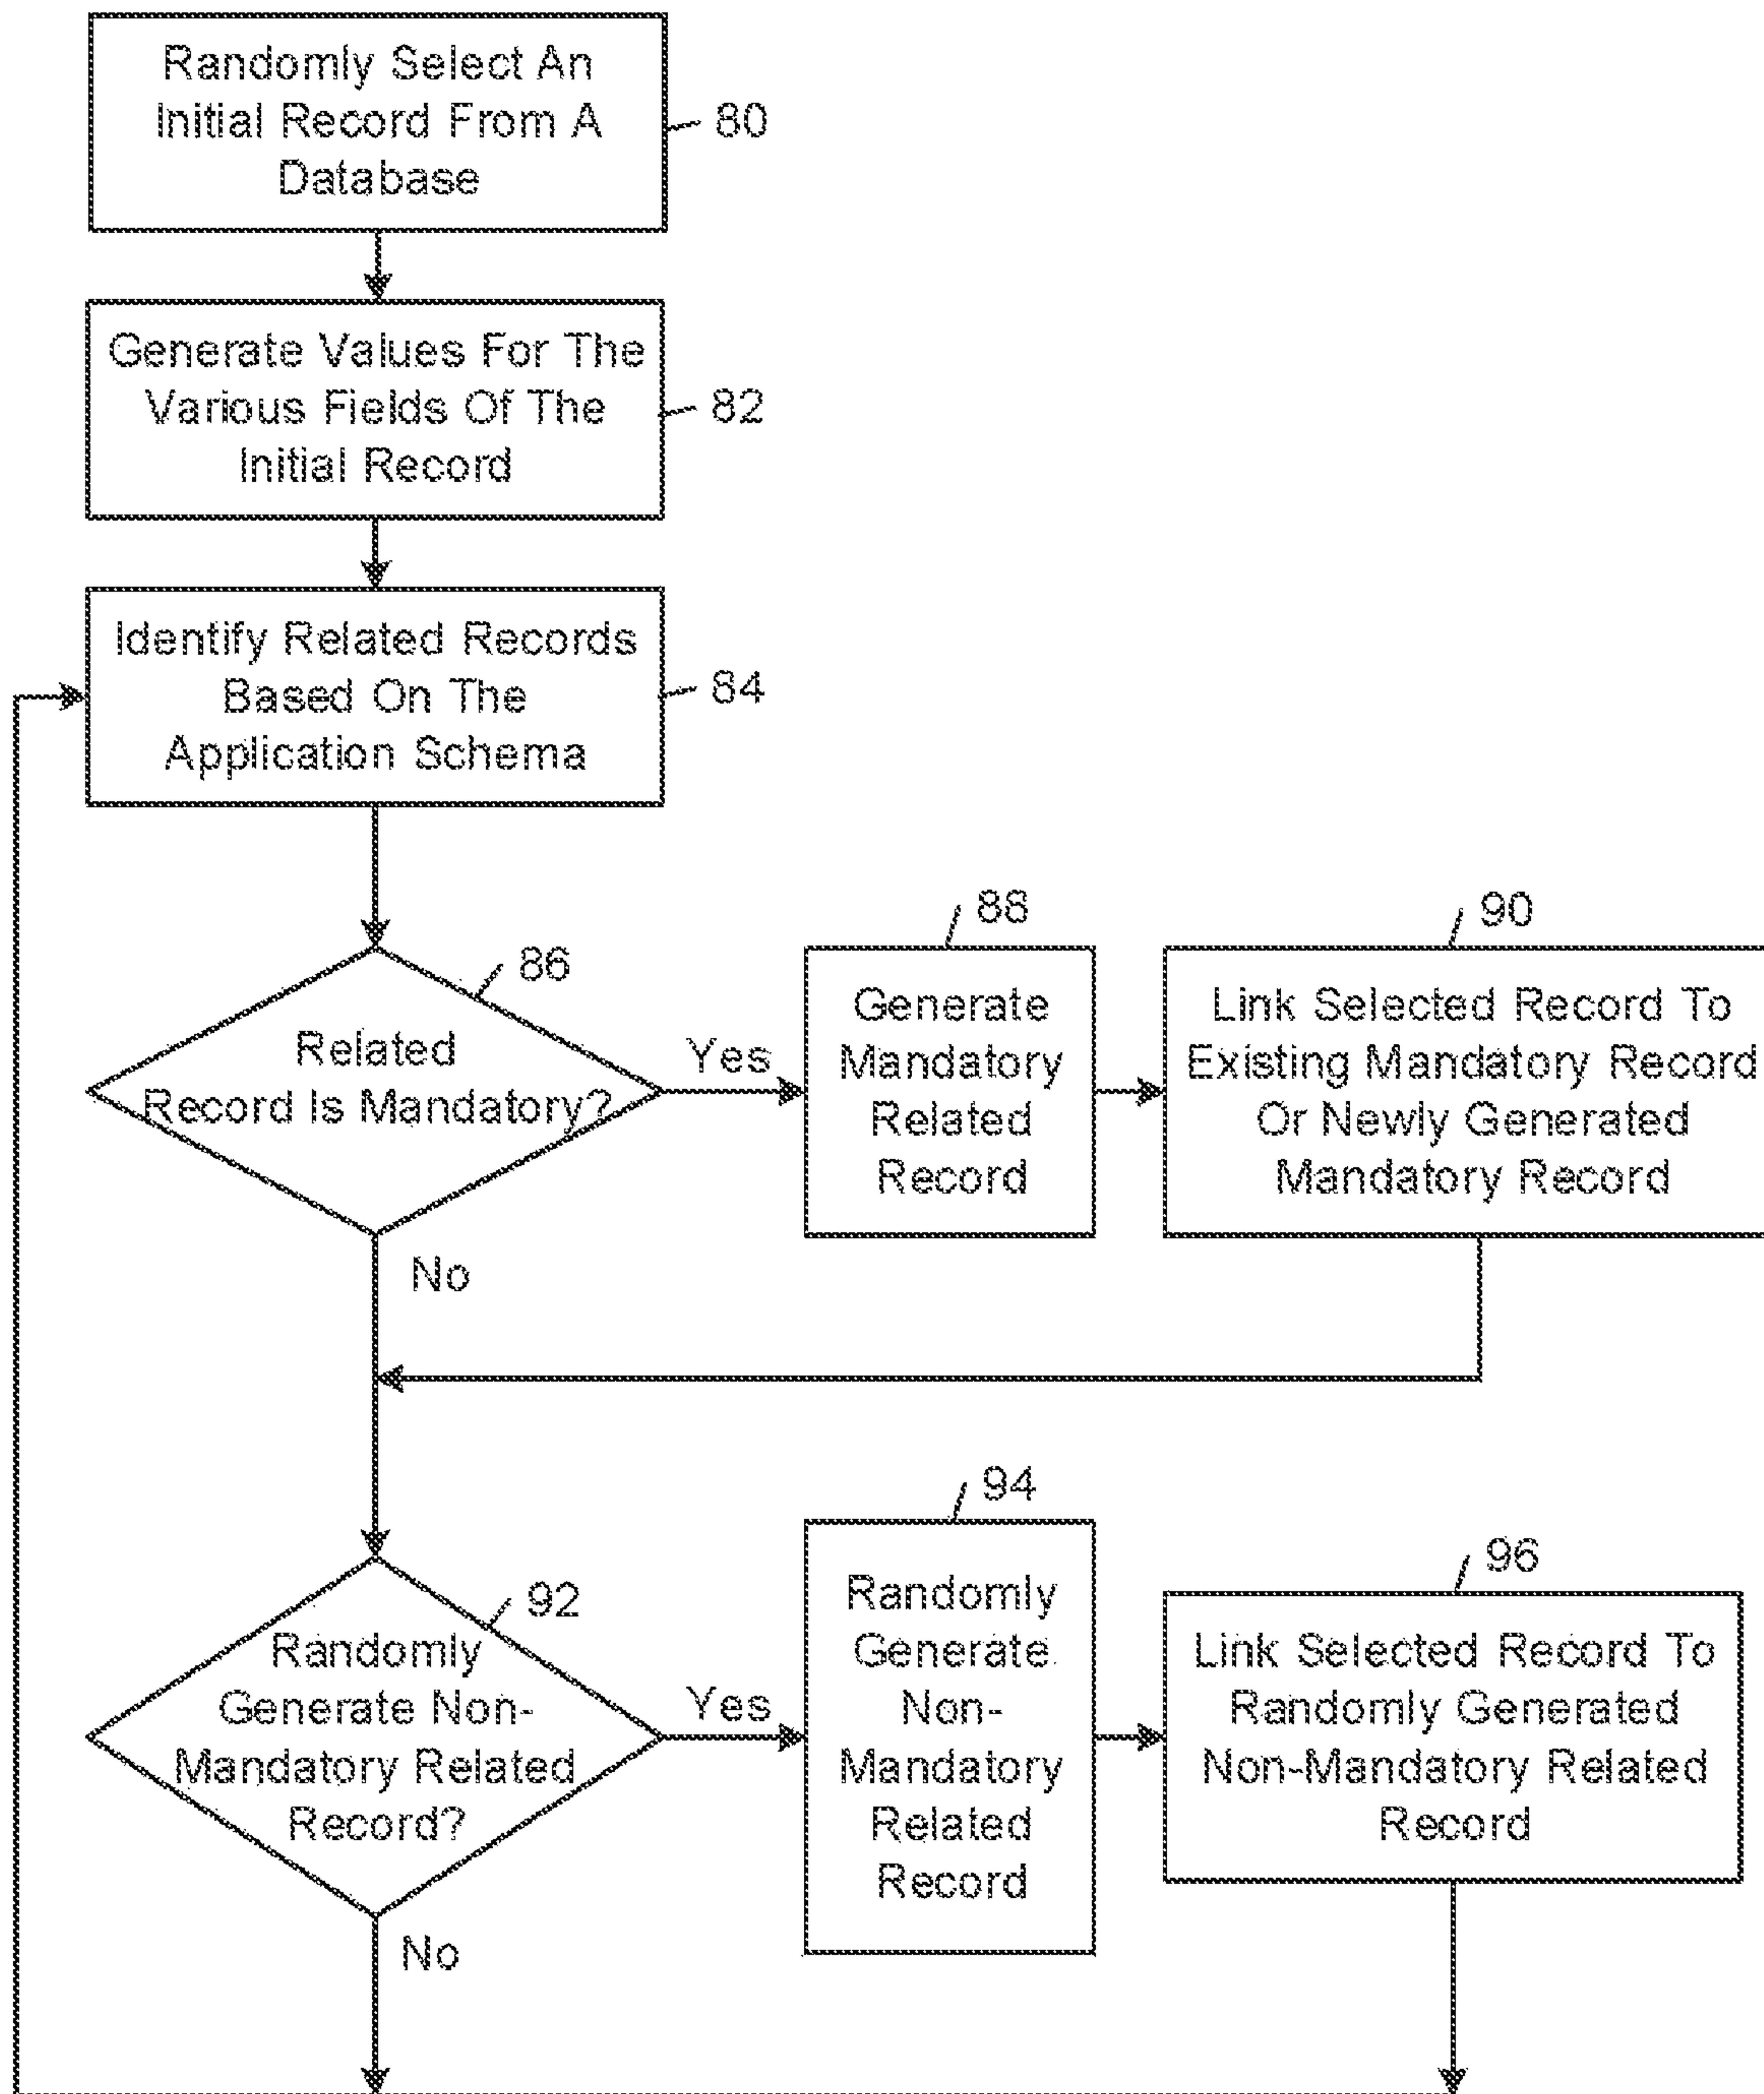 Randomly Select An
Initial Record From A
Database
80
Generate Values For The
Various Fields Of The
Initial Record
82
Identify Related Records
Based On The
Application Schema
84
86
Related
Record Is Mandatory?
Yes
No
88
Generate
Mandatory
Related
Record
90
Link Selected Record To
Existing Mandatory Record
Or Newly Generated
Mandatory Record
92
Randomly
Generate Non-
Mandatory Related
Record?
Yes
No
94
Randomly
Generate
Non-
Mandatory
Related
Record
96
Link Selected Record To
Randomly Generated
Non-Mandatory Related
Record